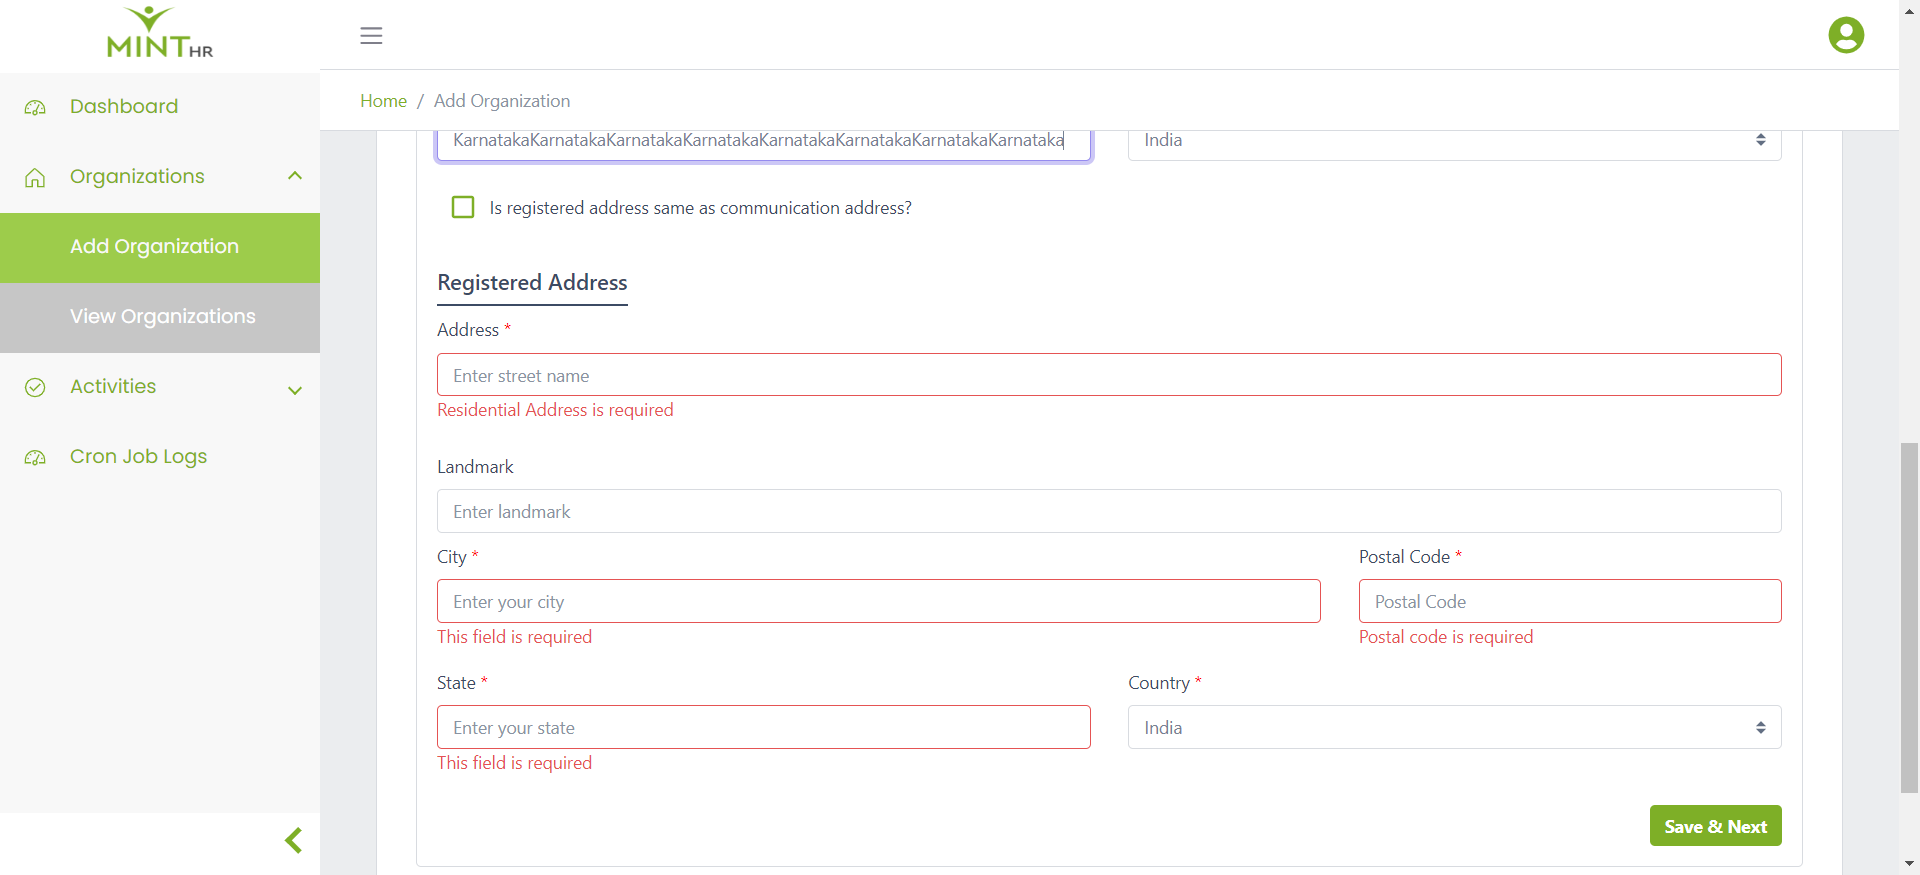 MINT HR
Dashboard
Organizations
Add Organization
View Organizations
Activities
Cron Job Logs
Home / Add Organization
KarnatakaKarnatakaKarnatakaKarnatakaKarnatakaKarnatakaKarnatakaKarnataka
India
Is registered address same as communication address?
Registered Address
Address *
Enter street name
Residential Address is required
Landmark
Enter landmark
City *
Postal Code *
Enter your city
Postal Code
This field is required
Postal code is required
State *
Country *
Enter your state
India
This field is required
Save & Next